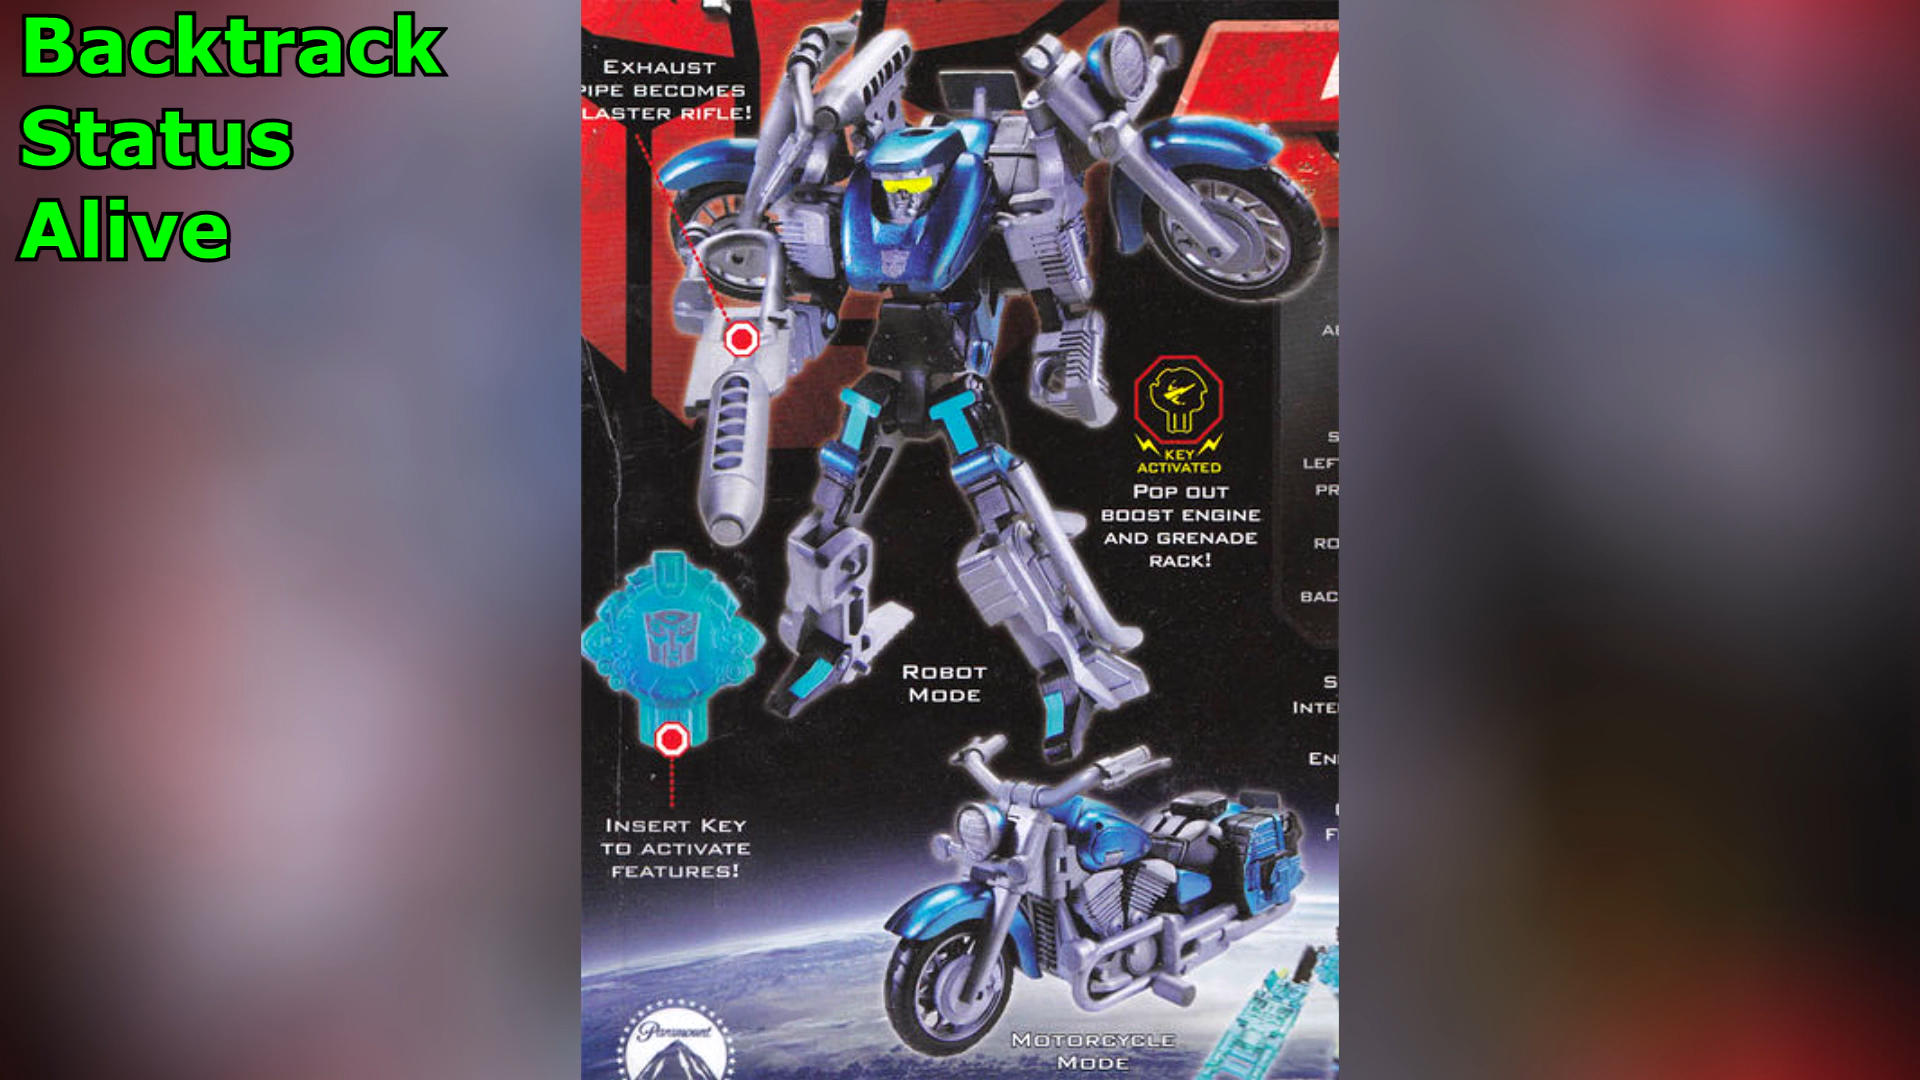 Backtrack
Status
Alive
EXHAUST
PIPE BECOMES
LASTER RIFLE!
KEY
ACTIVATED
POP OUT
BOOST ENGINE
AND GRENADE
RACK!
ROBOT
MODE
INSERT KEY
TO ACTIVATE
FEATURES!
Paramount
MOTORCYCLE
MODE